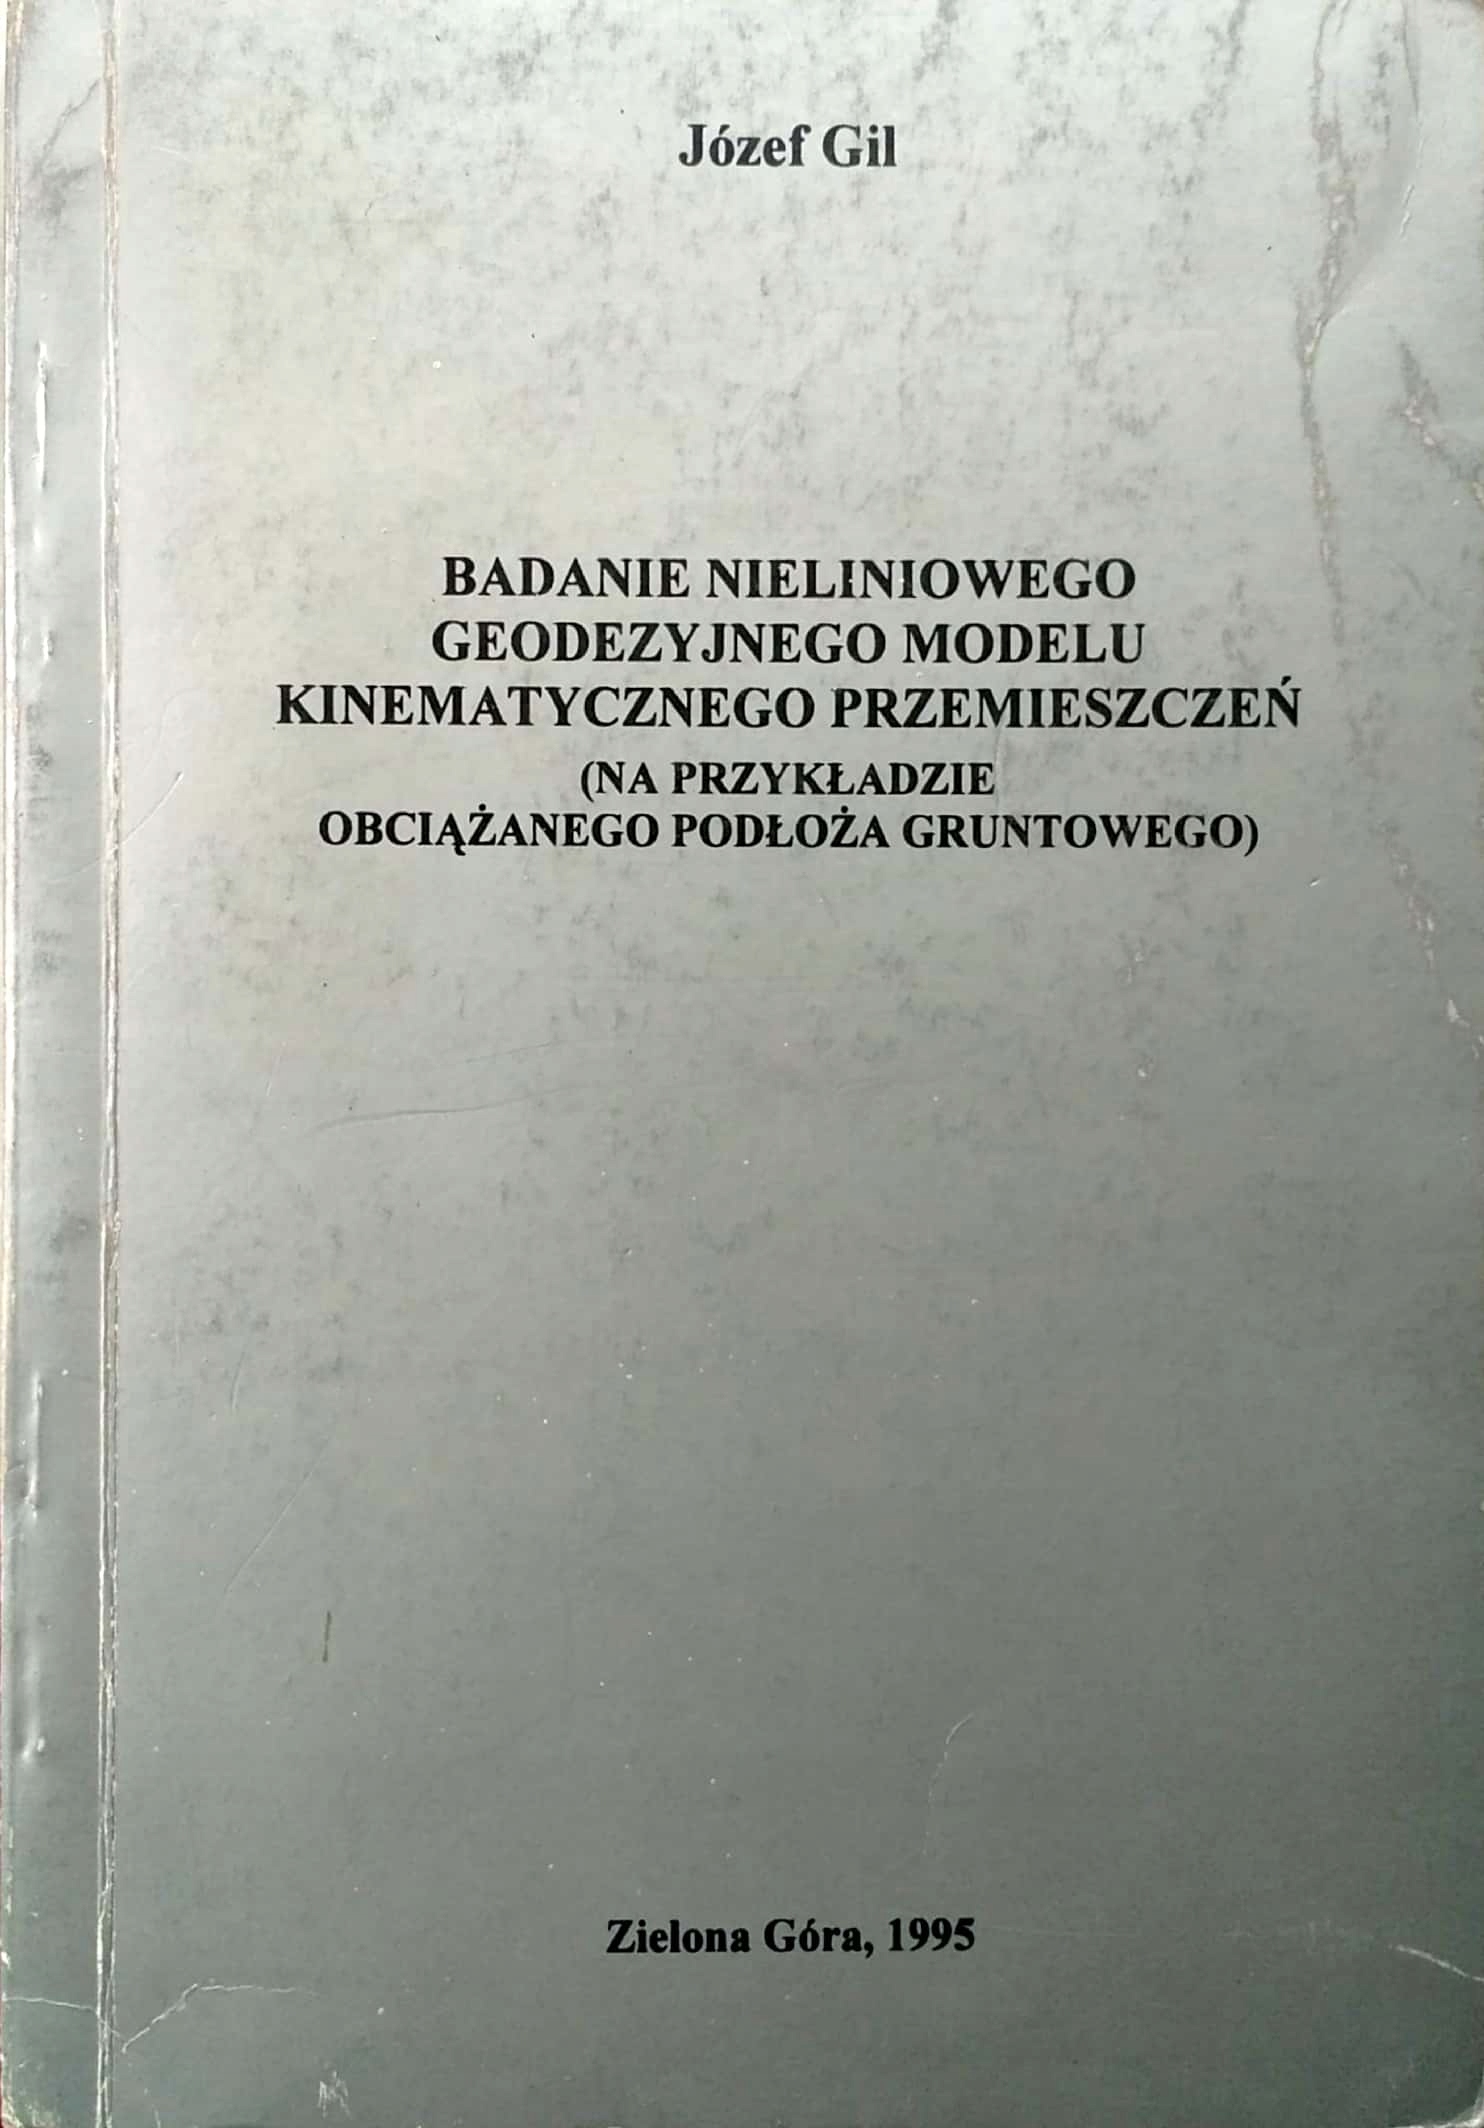 Józef Gil
BADANIE NIELINIOWEGO
GEODEZYJNEGO MODELU
KINEMATYCZNEGO PRZEMIESZCZEŃ
(NA PRZYKŁADZIE
OBCIĄŻANEGO PODŁOŻA GRUNTOWEGO)
Zielona Góra, 1995